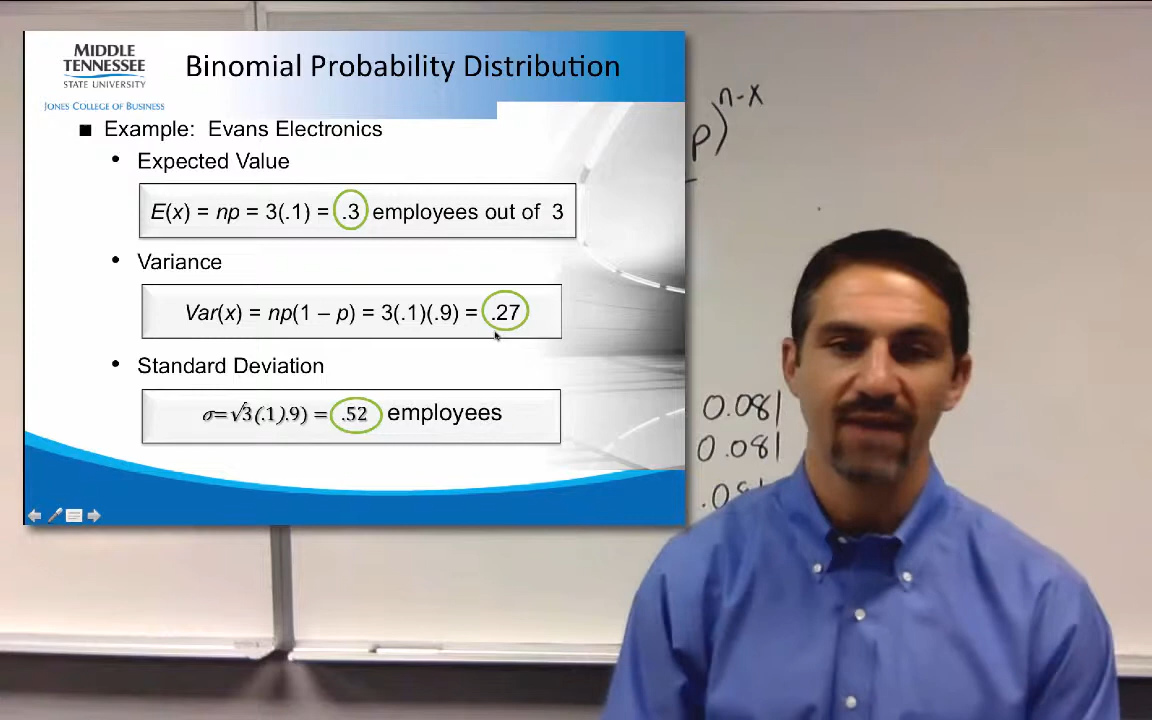 MIDDLE
TENNESSEE
STATE UNIVERSITY
JONES COLLEGE OF BUSINESS
Binomial Probability Distribution
■ Example: Evans Electronics
• Expected Value
E(x) = np = 3(.1) = .3 employees out of 3
• Variance
Var(x) = np(1 – p) = 3(.1)(.9) = .27
• Standard Deviation
σ=√3(.1).9) = .52 employees
p)^n-x
0.081
0.081